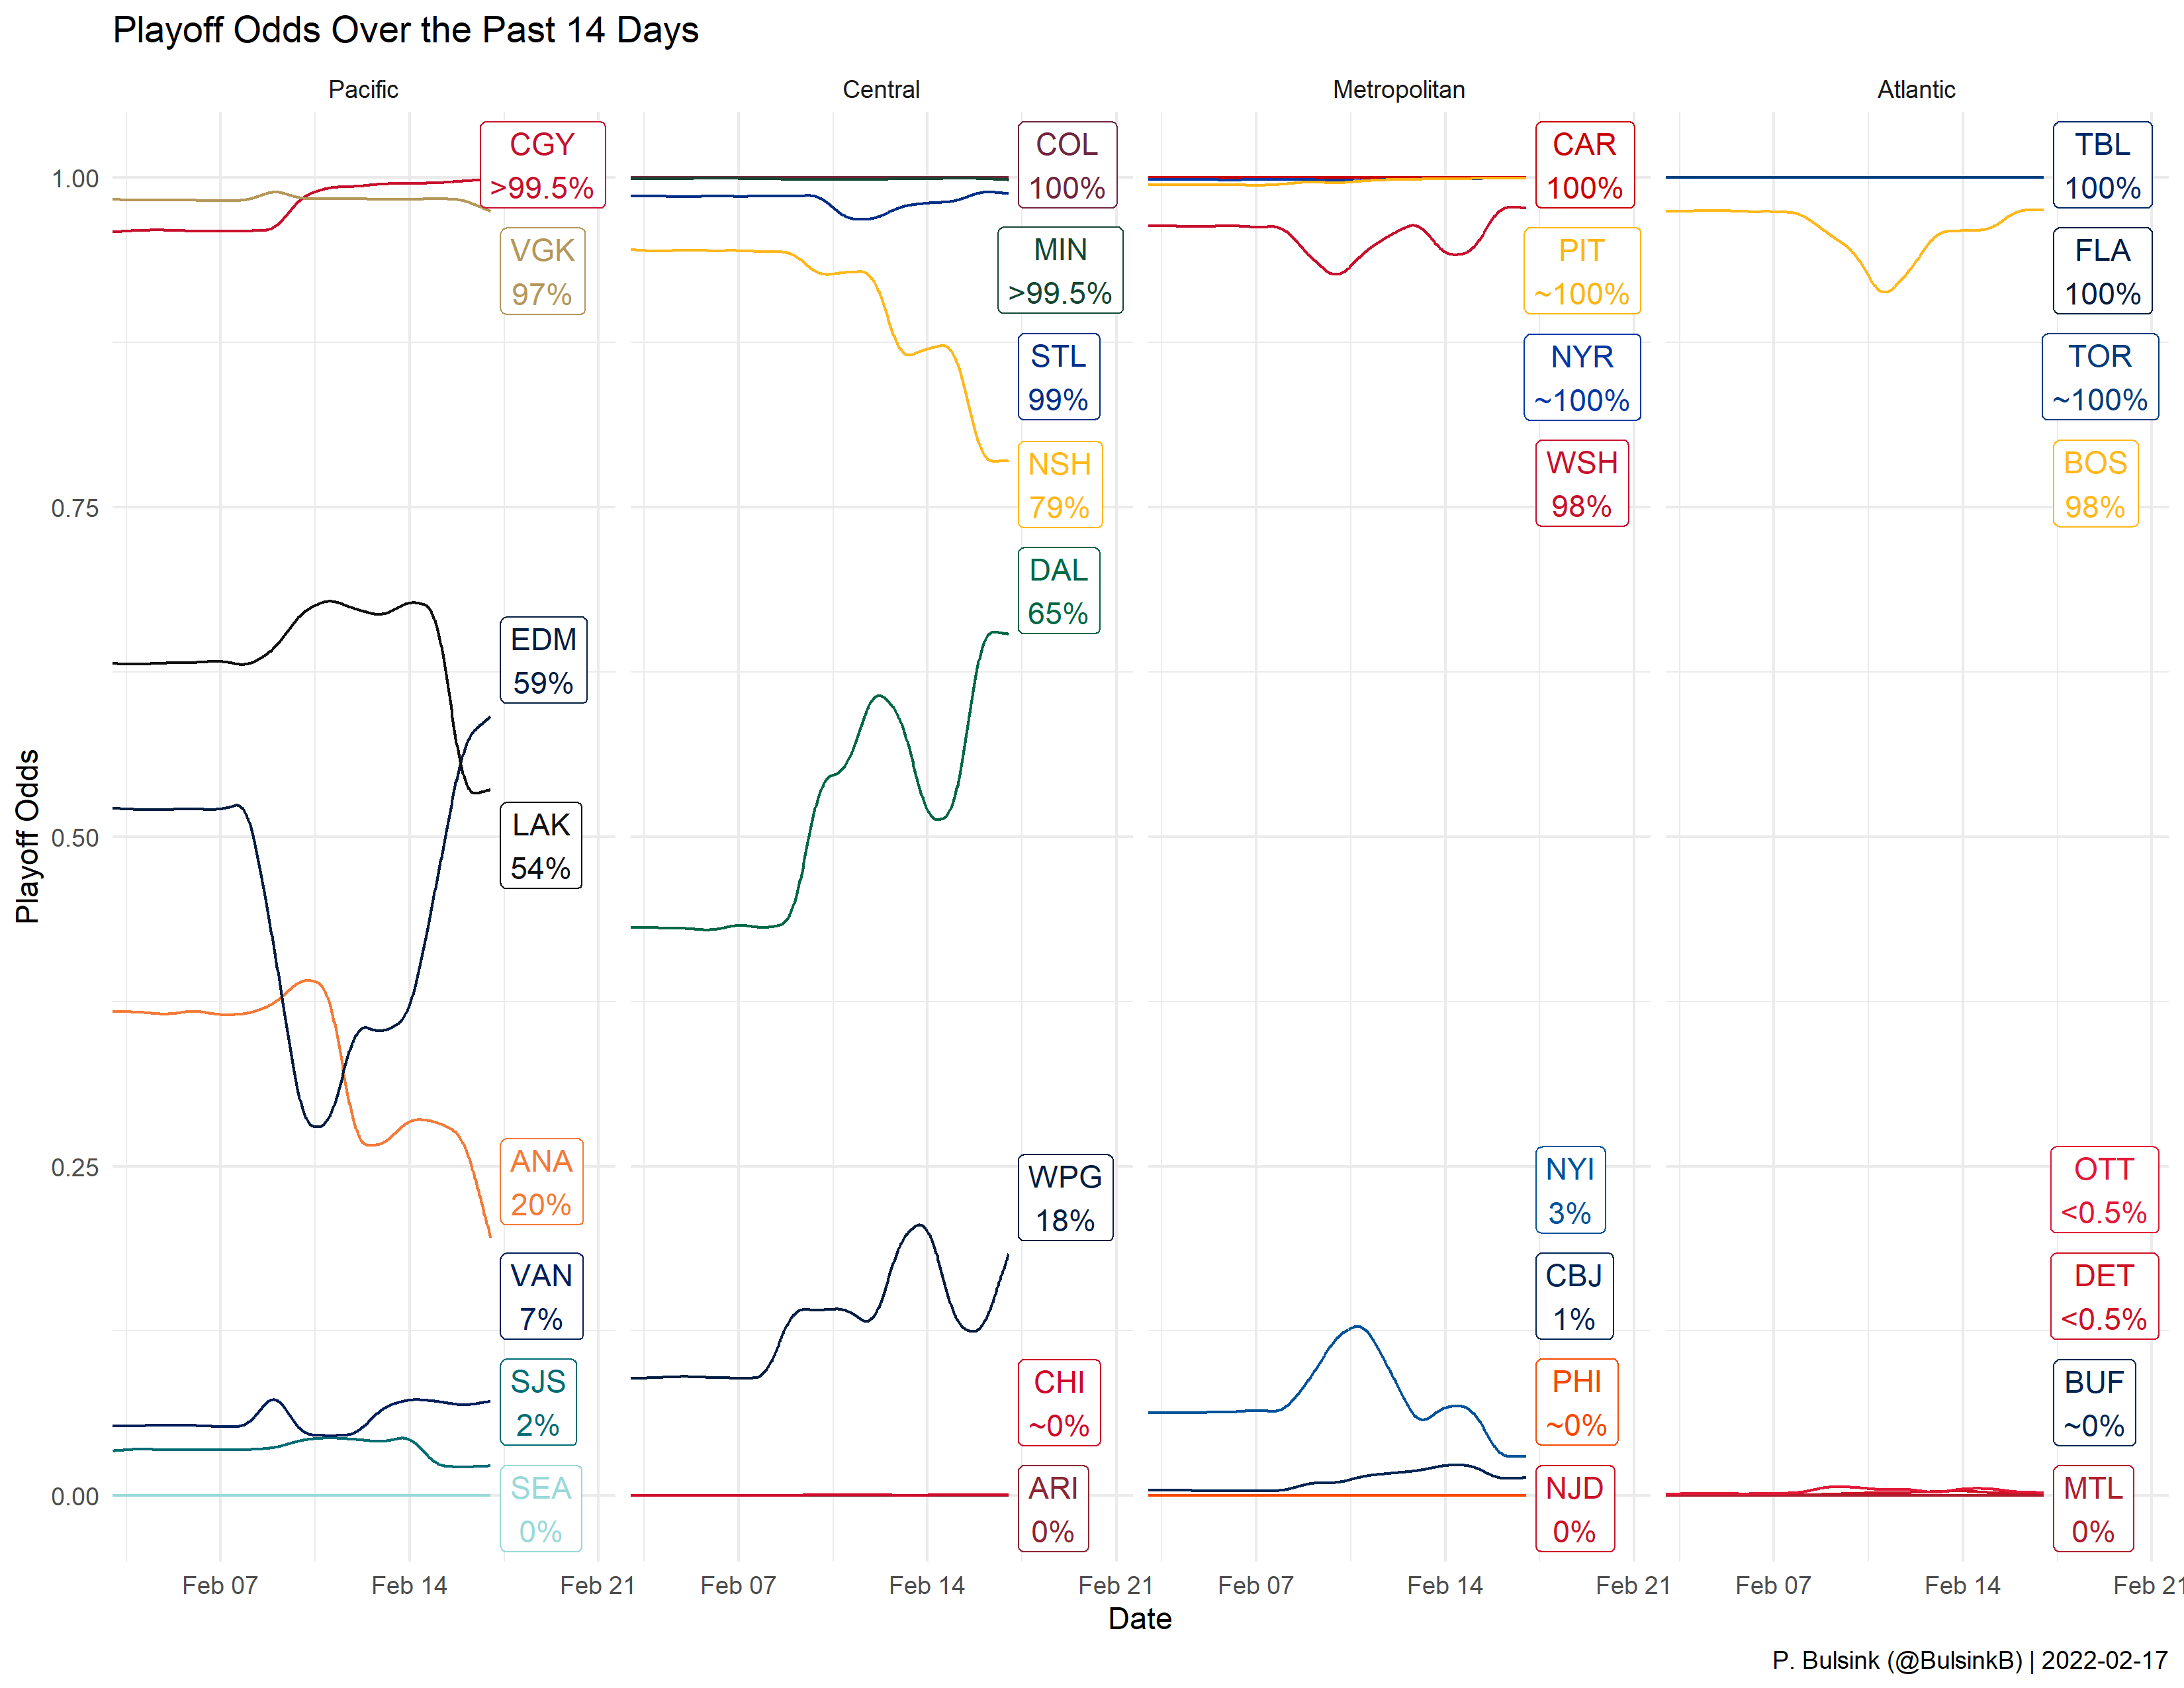 Playoff Odds Over the Past 14 Days
Pacific
Central
Metropolitan
Atlantic
Playoff Odds
1.00
0.75
0.50
0.25
0.00
CGY
>99.5%
VGK
97%
EDM
59%
LAK
54%
ANA
20%
VAN
7%
SJS
2%
SEA
0%
COL
100%
MIN
>99.5%
STL
99%
NSH
79%
DAL
65%
WPG
18%
CHI
~0%
ARI
0%
CAR
100%
PIT
~100%
NYR
~100%
WSH
98%
NYI
3%
CBJ
1%
PHI
~0%
NJD
0%
TBL
100%
FLA
100%
TOR
~100%
BOS
98%
OTT
<0.5%
DET
<0.5%
BUF
~0%
MTL
0%
Feb 07 Feb 14 Feb 21 Feb 07 Feb 14 Feb 21 Feb 07 Feb 14 Feb 21 Feb 07 Feb 14 Feb 21
Date
P. Bulsink (@BulsinkB) | 2022-02-17